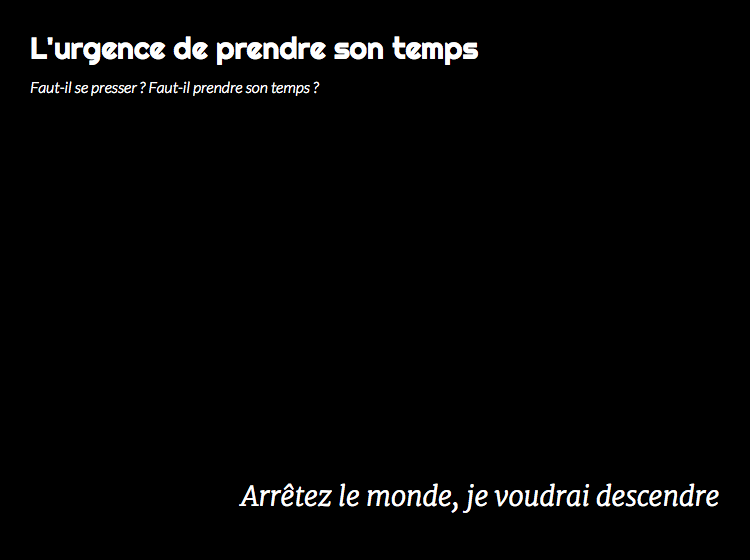 L'urgence de prendre son temps
Faut-il se presser ? Faut-il prendre son temps ?
Arrêtez le monde, je voudrai descendre